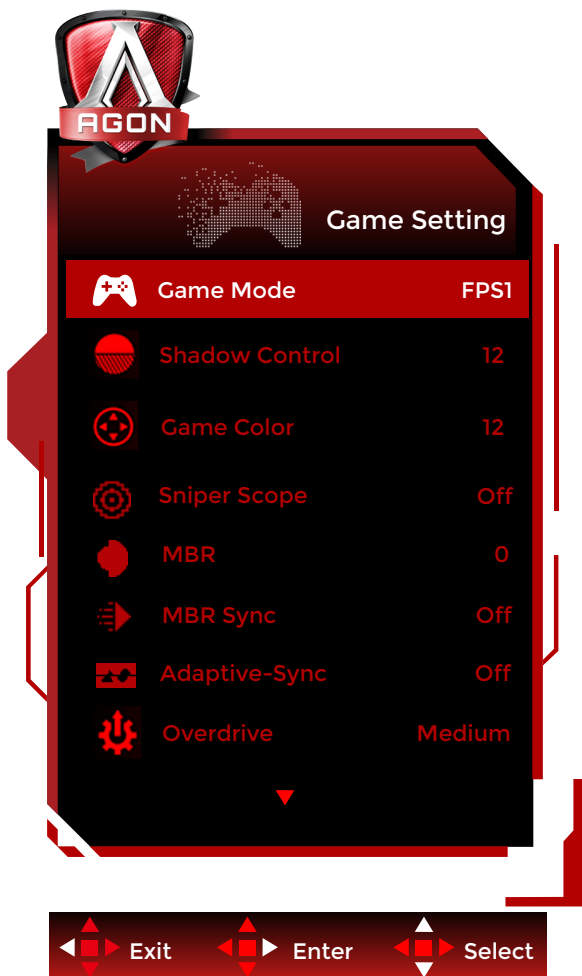 AGON
Game Setting
Game Mode FPS1
Shadow Control 12
Game Color 12
Sniper Scope Off
MBR 0
MBR Sync Off
Adaptive-Sync Off
Overdrive Medium
Exit Enter Select